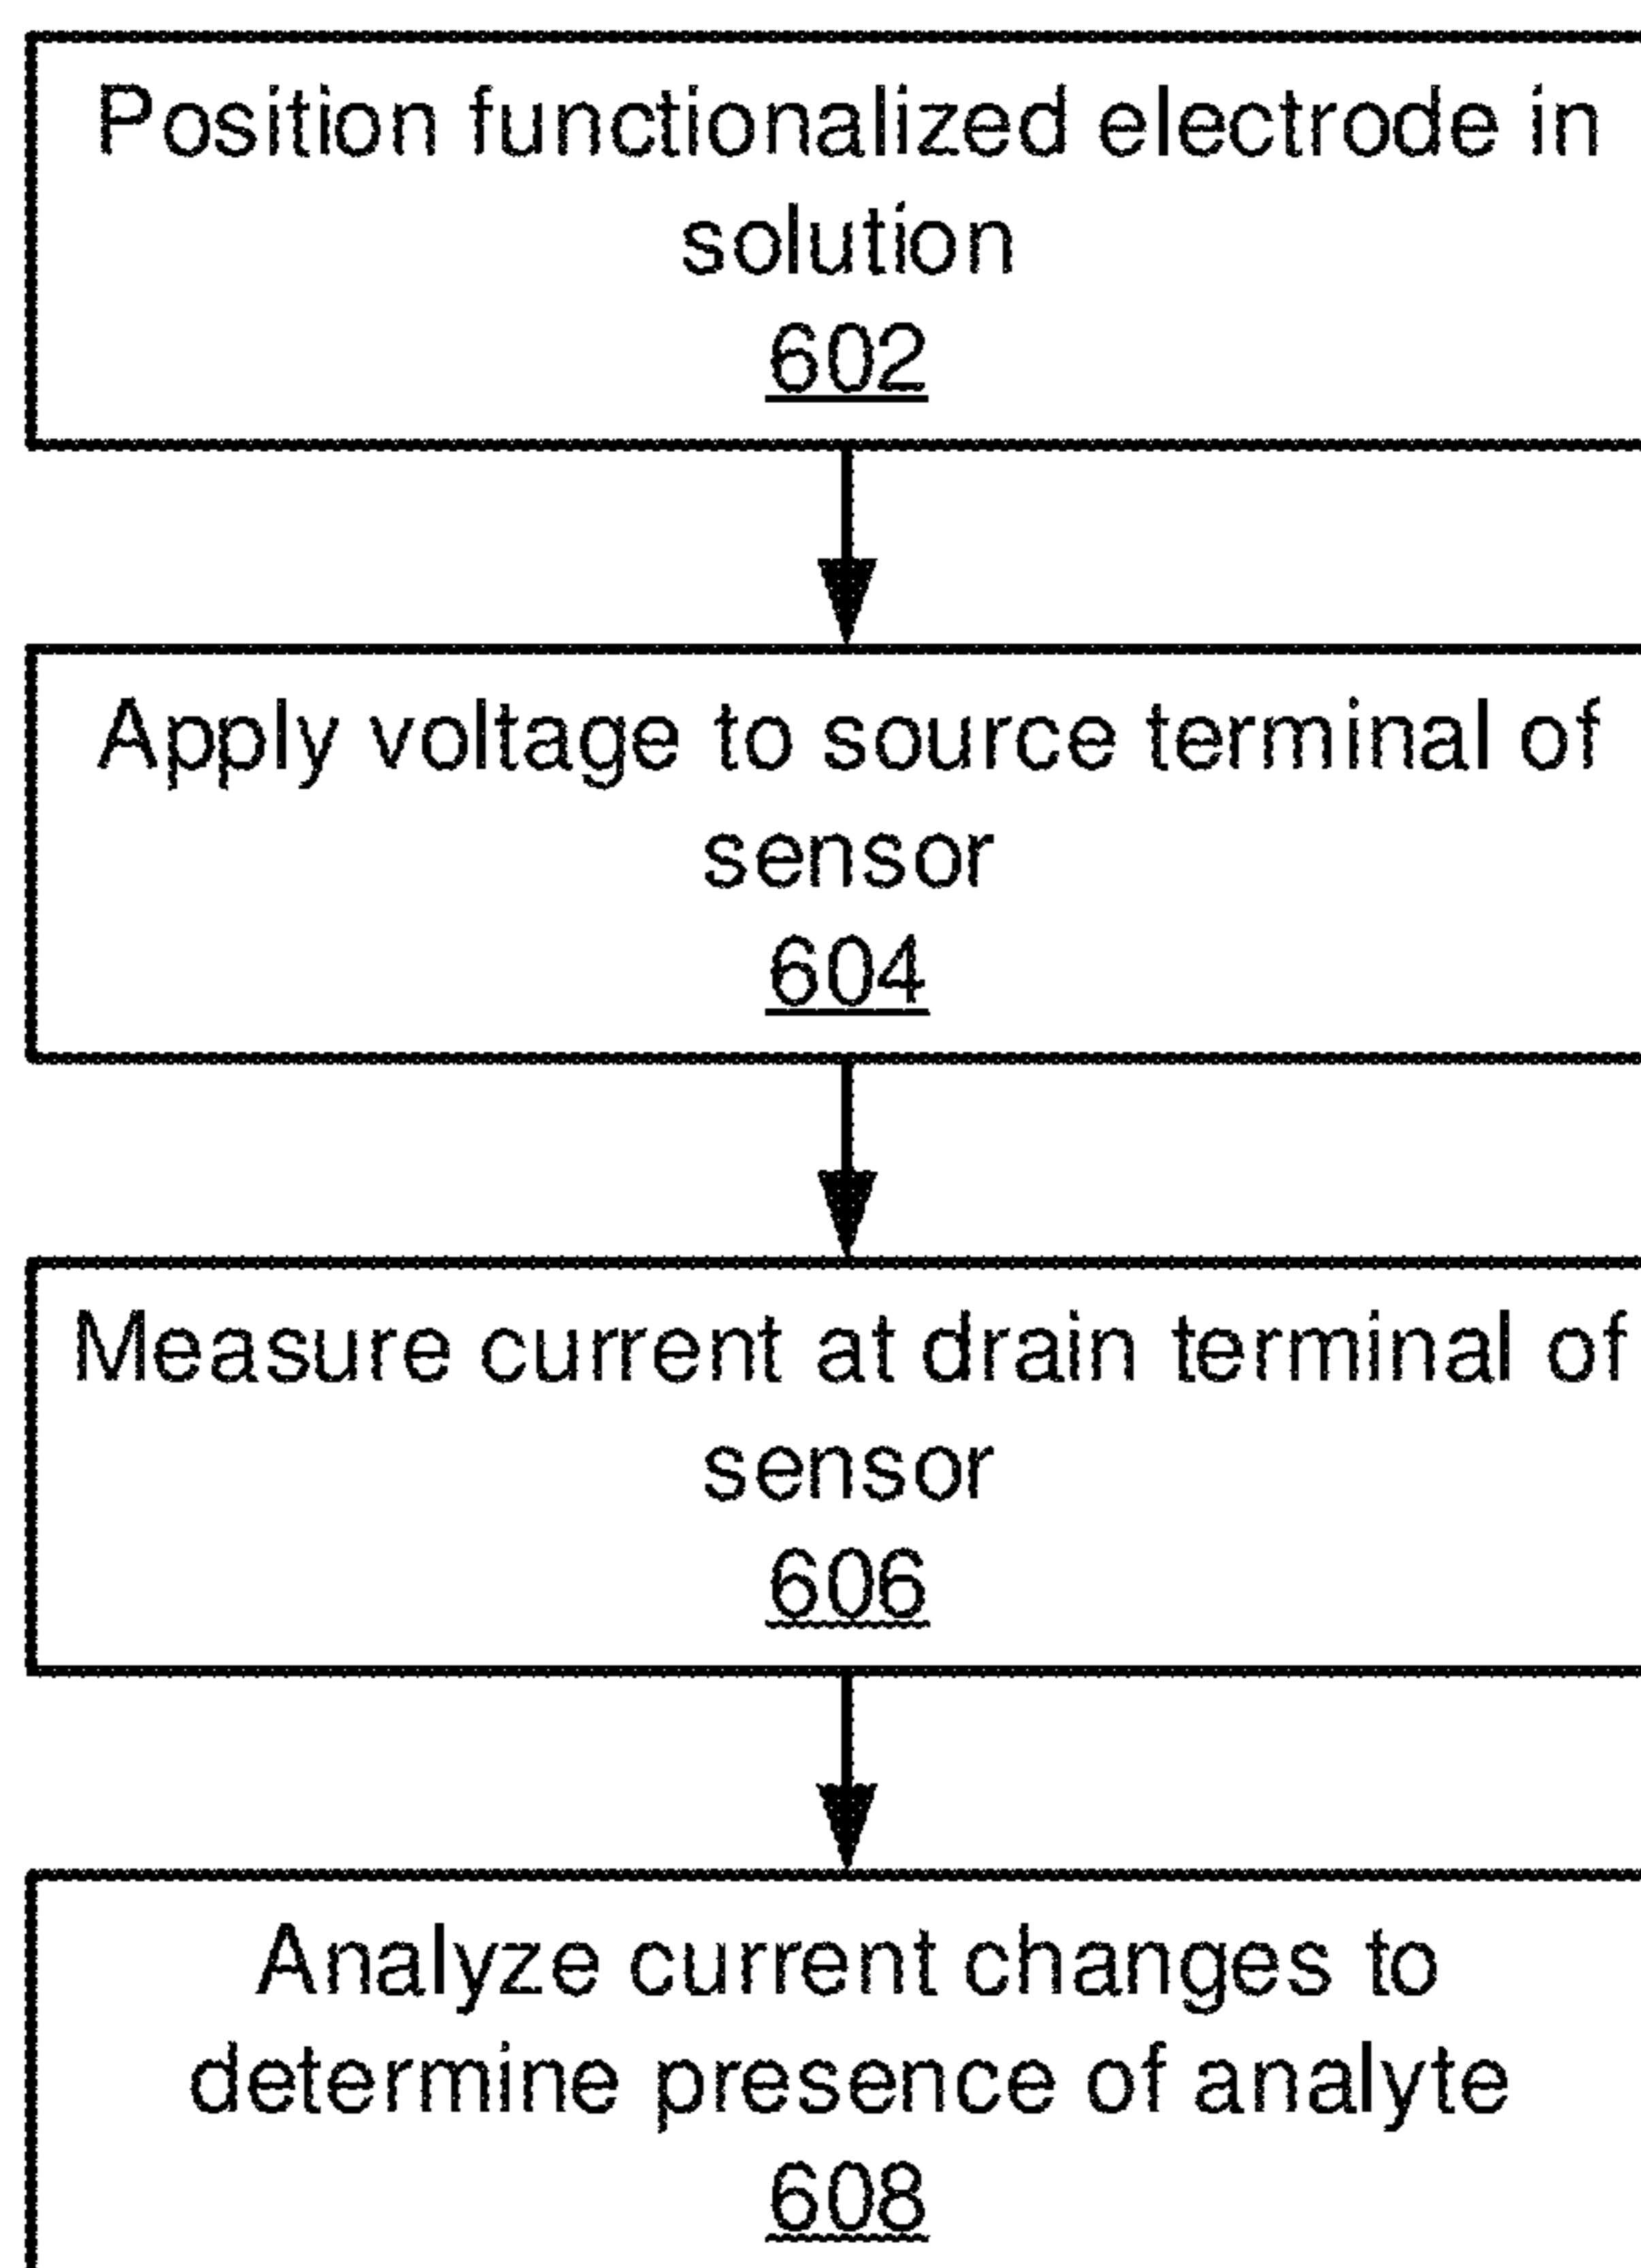 Position functionalized electrode in
solution
602
Apply voltage to source terminal of
sensor
604
Measure current at drain terminal of
sensor
606
Analyze current changes to
determine presence of analyte
608